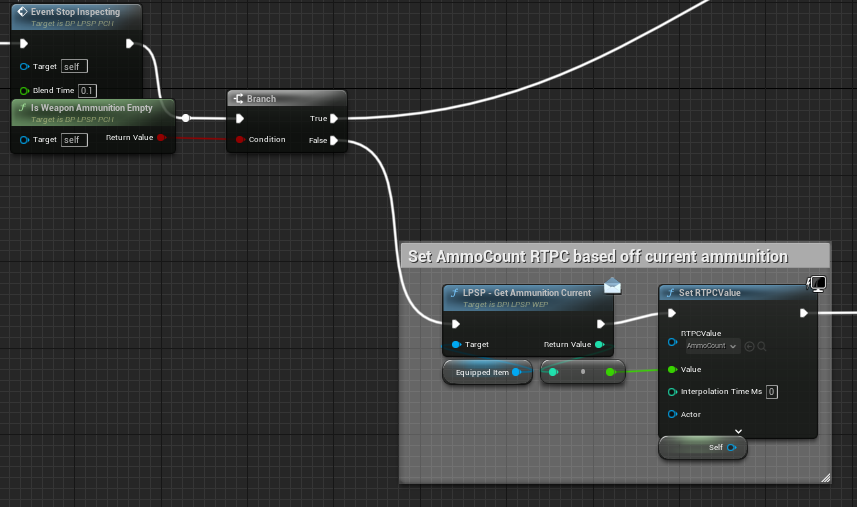 Event Stop Inspecting
Target is BP LPSP PCH
Target self
Blend Time 0.1
Is Weapon Ammunition Empty
Target is BP LPSP PCH
Target self
Return Value
Branch
True
Condition
False
Set AmmoCount RTPC based off current ammunition
LPSP - Get Ammunition Current
Target is BPI LPSP WEP
Target
Return Value
Equipped Item
Set RTPCValue
RTPCValue
AmmoCount
Value
Interpolation Time Ms 0
Actor
Self